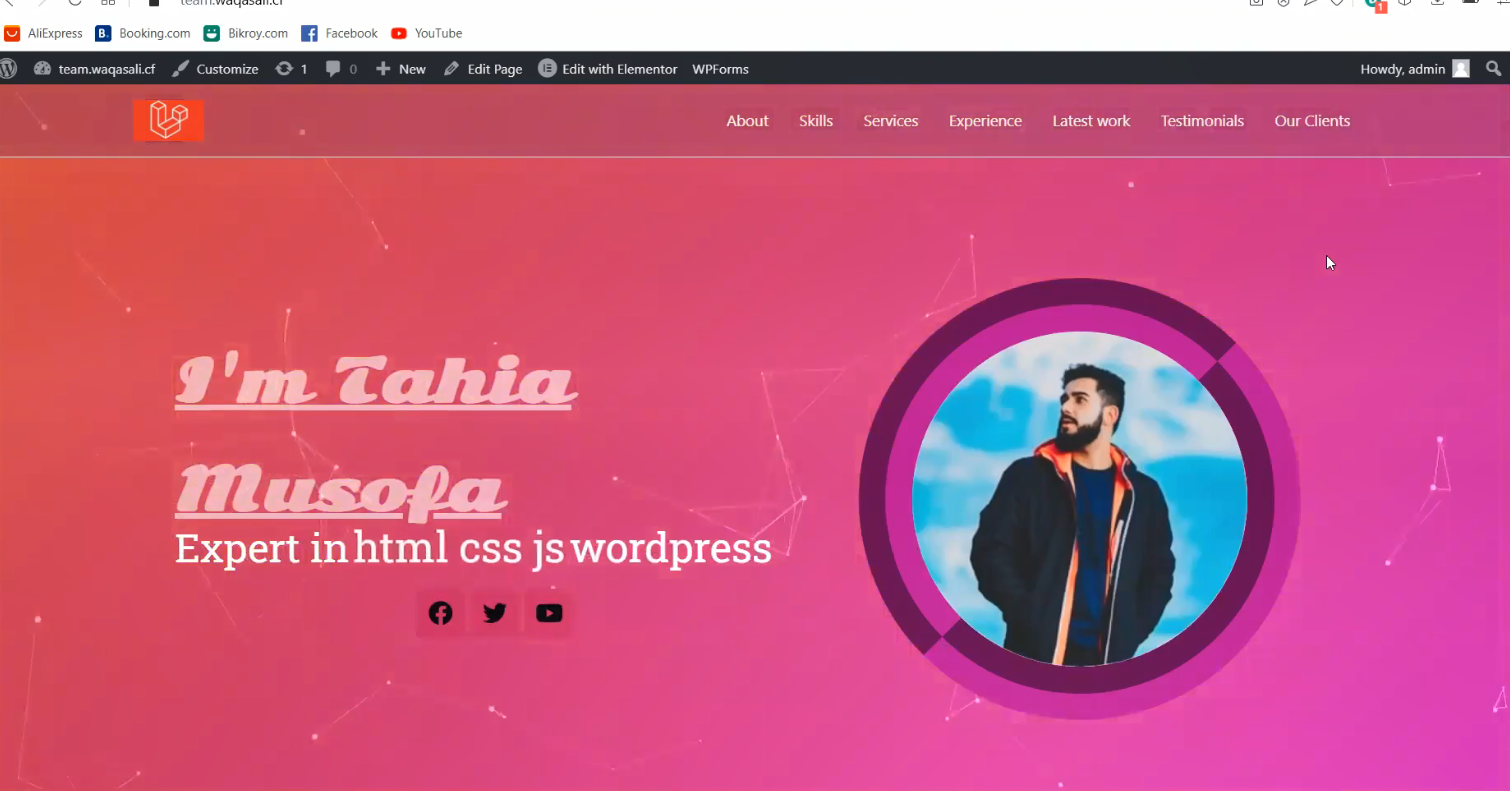 team.waqasali.cf
AliExpress B. Booking.com Bikroy.com Facebook YouTube
team.waqasali.cf Customize 1 0 New Edit Page Edit with Elementor WPForms Howdy, admin
About Skills Services Experience Latest work Testimonials Our Clients
I'm Tahia
Musofa
Expert in html css js wordpress
1